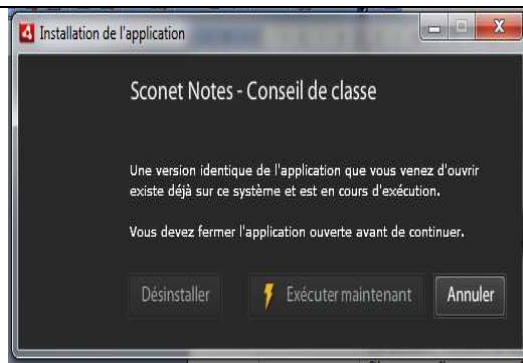 Installation de l'application
Sconet Notes - Conseil de classe
Une version identique de l'application que vous venez d'ouvrir
existe déjà sur ce système et est en cours d'exécution.
Vous devez fermer l'application ouverte avant de continuer.
Désinstaller
Exécuter maintenant
Annuler